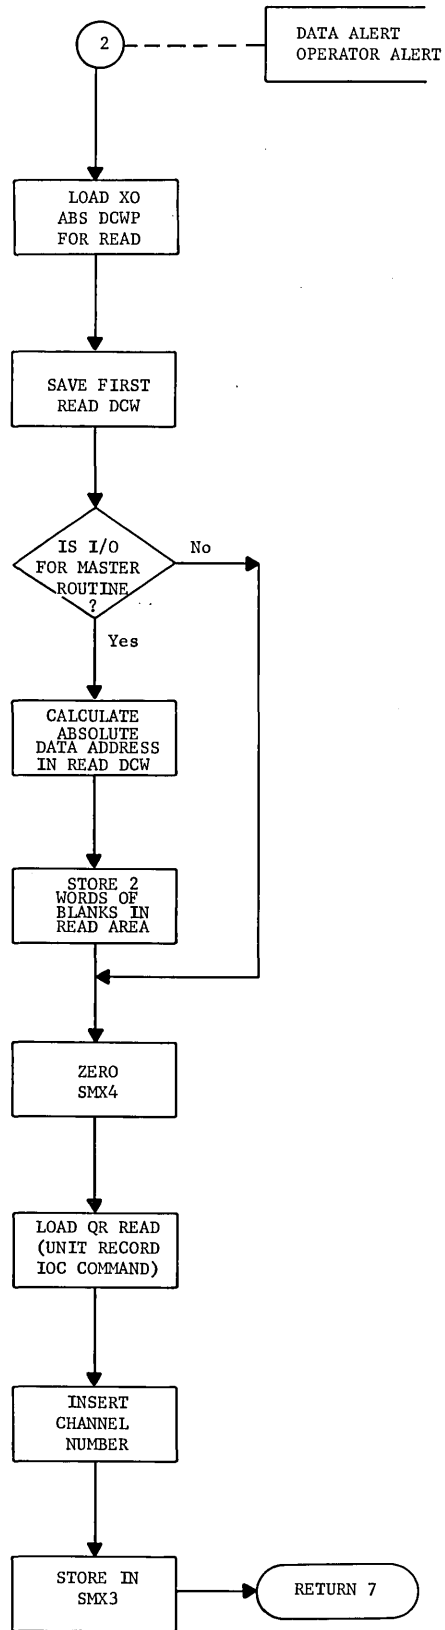 2
DATA ALERT
OPERATOR ALERT
LOAD XO
ABS DCWP
FOR READ
SAVE FIRST
READ DCW
IS I/O
FOR MASTER
ROUTINE
?
No
Yes
CALCULATE
ABSOLUTE
DATA ADDRESS
IN READ DCW
STORE 2
WORDS OF
BLANKS IN
READ AREA
ZERO
SMX4
LOAD QR READ
(UNIT RECORD
IOC COMMAND)
INSERT
CHANNEL
NUMBER
STORE IN
SMX3
RETURN 7